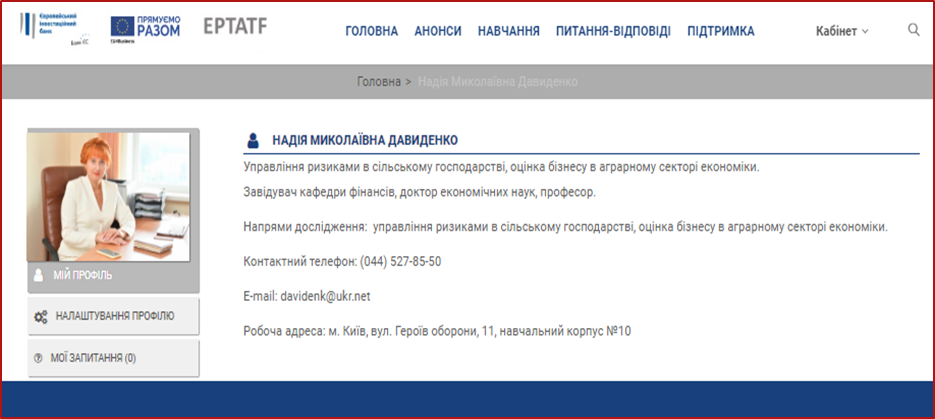 Європейський
інвестиційний
банк
Банк ЄС
ПРЯМУЄМО
РАЗОМ
EU4Business
EPTATF
ГОЛОВНА АНОНСИ НАВЧАННЯ ПИТАННЯ-ВІДПОВІДІ ПІДТРИМКА Кабінет
Головна > Надія Миколаївна Давиденко
НАДІЯ МИКОЛАЇВНА ДАВИДЕНКО
Управління ризиками в сільському господарстві, оцінка бізнесу в аграрному секторі економіки.
Завідувач кафедри фінансів, доктор економічних наук, професор.
Напрями дослідження: управління ризиками в сільському господарстві, оцінка бізнесу в аграрному секторі економіки.
Контактний телефон: (044) 527-85-50
E-mail: davidenk@ukr.net
Робоча адреса: м. Київ, вул. Героїв оборони, 11, навчальний корпус №10
МІЙ ПРОФІЛЬ
НАЛАШТУВАННЯ ПРОФІЛЮ
МОЇ ЗАПИТАННЯ (0)